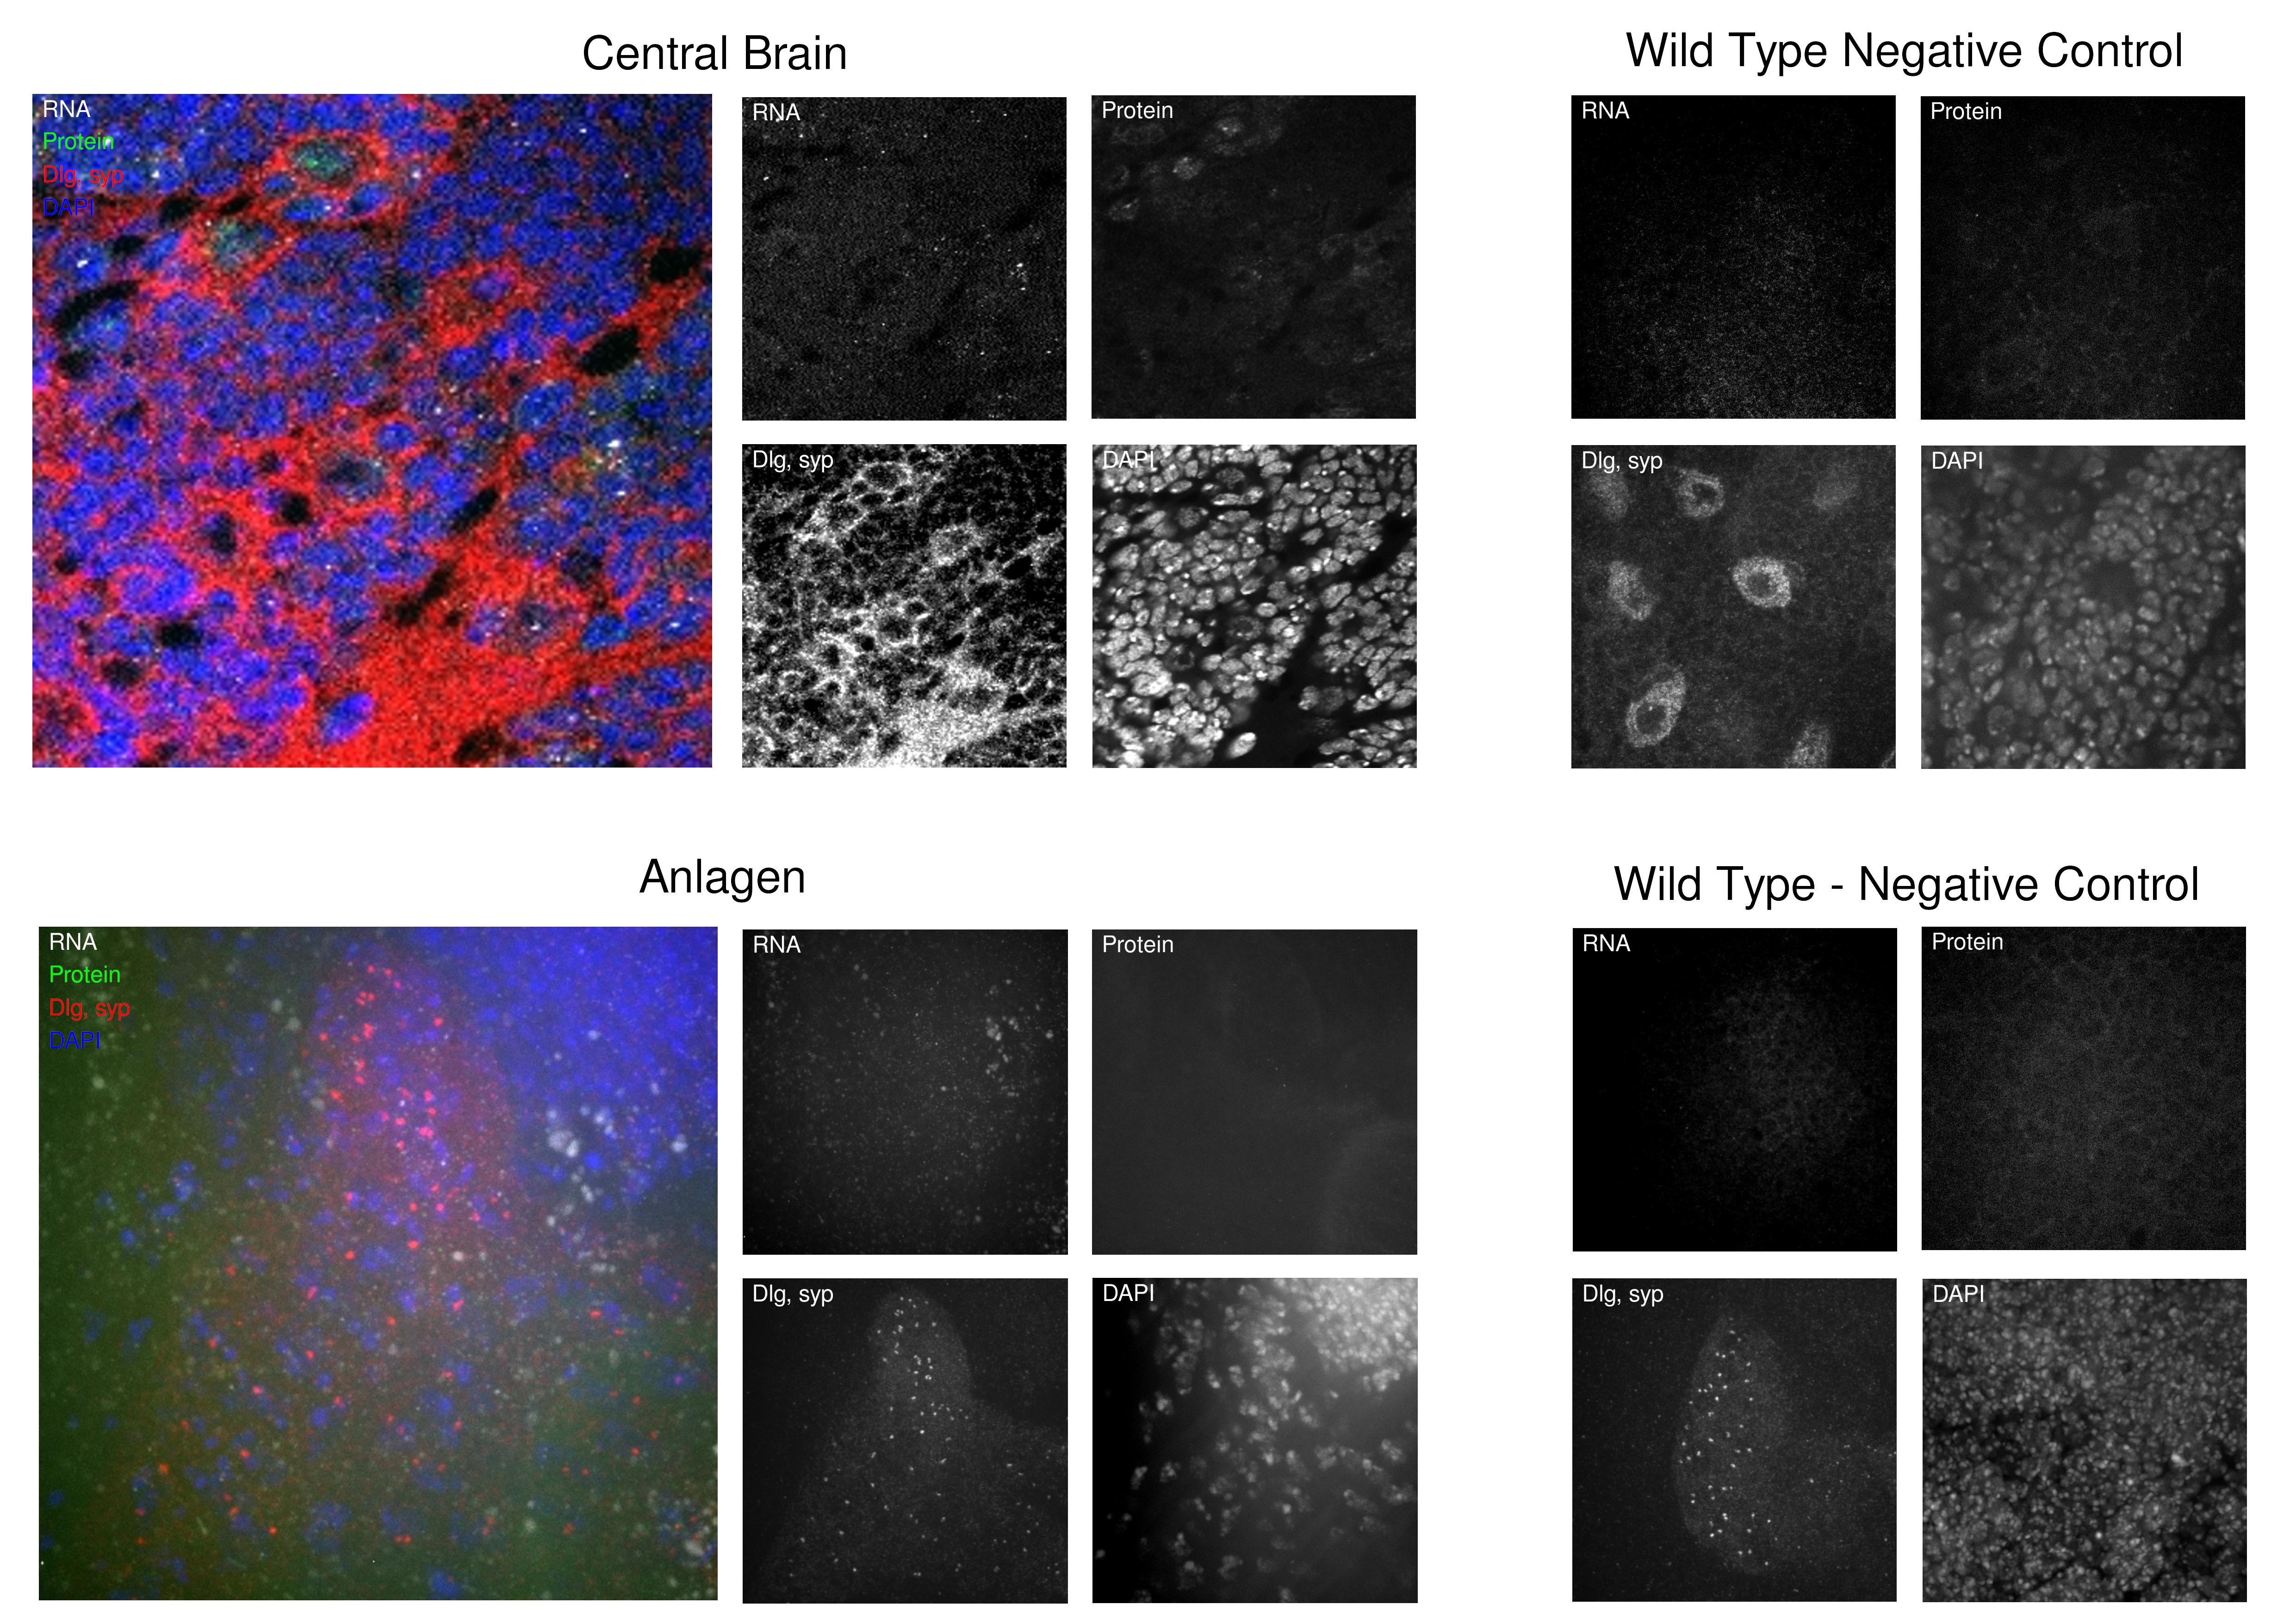 Central Brain
RNA
Protein
Dlg, syp
DAPI
RNA
Protein
Dlg, syp
DAPI
Wild Type Negative Control
RNA
Protein
Dlg, syp
DAPI
Anlagen
RNA
Protein
Dlg, syp
DAPI
RNA
Protein
Dlg, syp
DAPI
Wild Type - Negative Control
RNA
Protein
Dlg, syp
DAPI